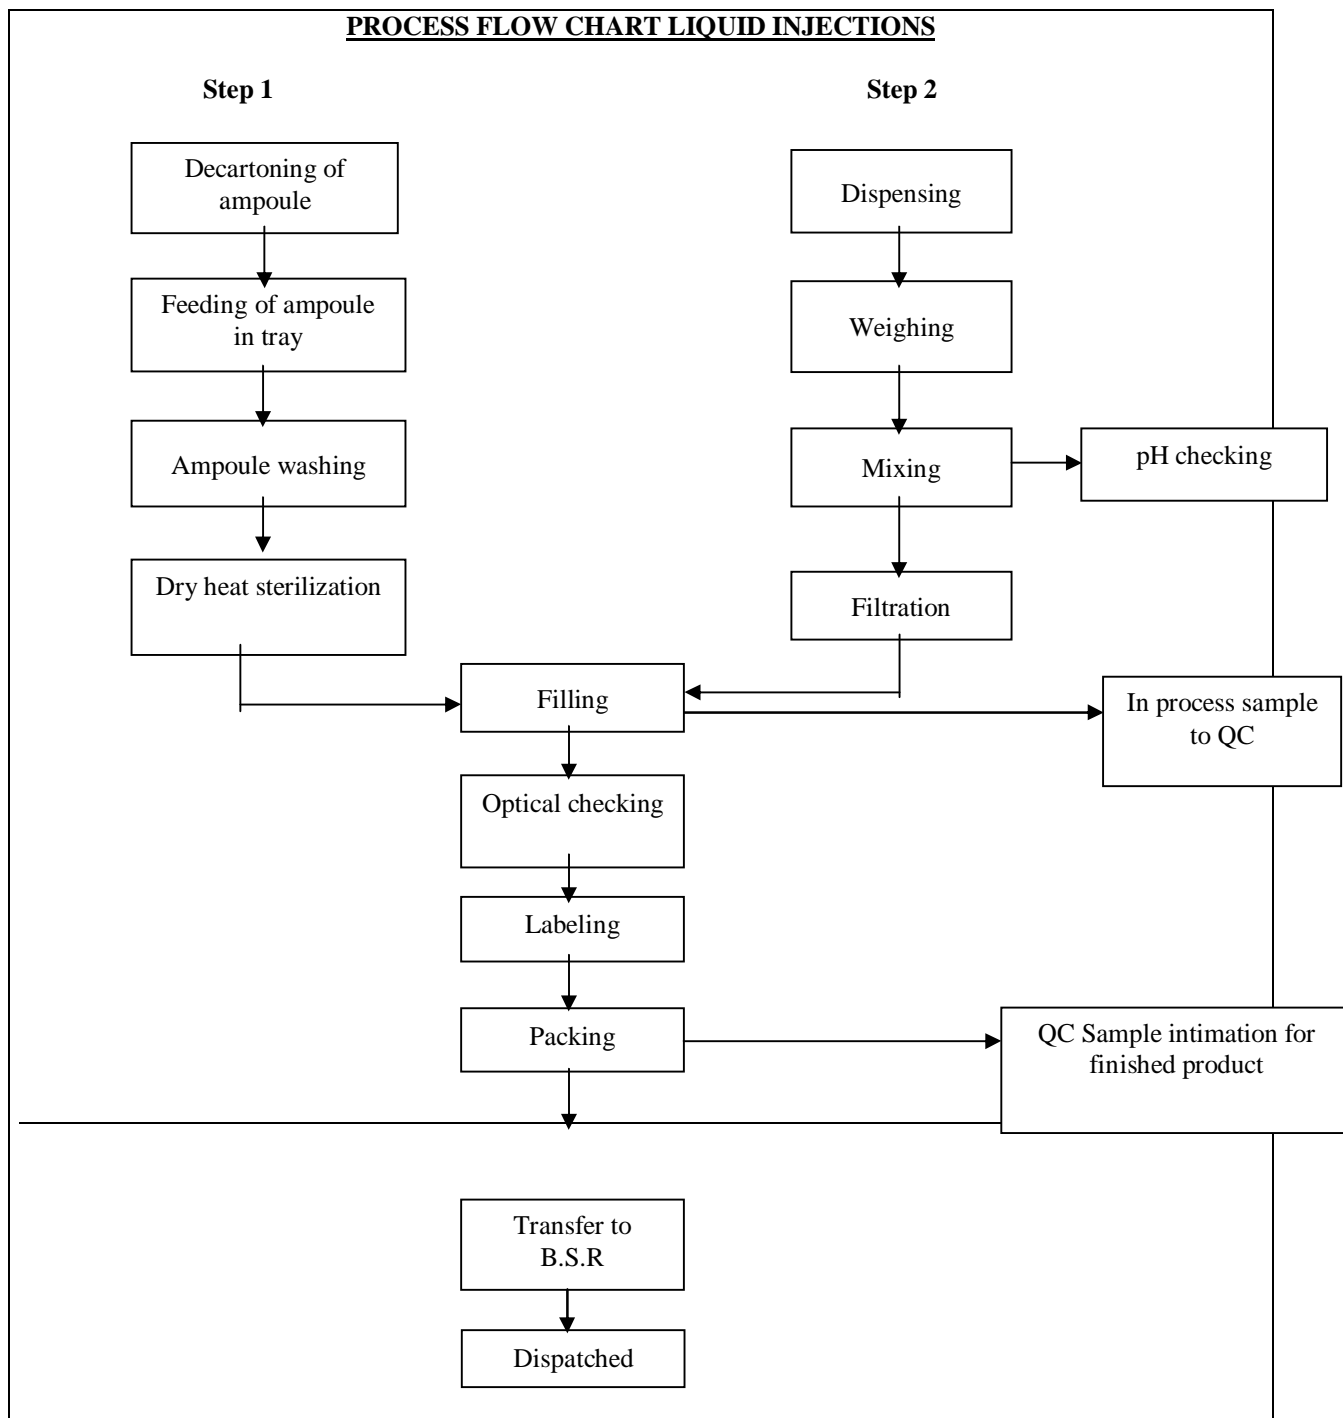 PROCESS FLOW CHART LIQUID INJECTIONS
Step 1
Step 2
Decartoning of
ampoule
Dispensing
Feeding of ampoule
in tray
Weighing
Ampoule washing
Mixing
pH checking
Dry heat sterilization
Filtration
Filling
In process sample
to QC
Optical checking
Labeling
Packing
QC Sample intimation for
finished product
Transfer to
B.S.R
Dispatched